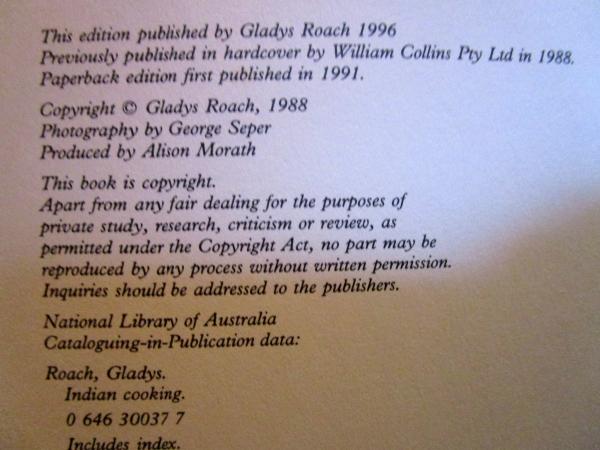 This edition published by Gladys Roach 1996
Previously published in hardcover by William Collins Pty Ltd in 1988.
Paperback edition first published in 1991.
Copyright © Gladys Roach, 1988
Photography by George Seper
Produced by Alison Morath
This book is copyright.
Apart from any fair dealing for the purposes of
private study, research, criticism or review, as
permitted under the Copyright Act, no part may be
reproduced by any process without written permission.
Inquiries should be addressed to the publishers.
National Library of Australia
Cataloguing-in-Publication data:
Roach, Gladys.
Indian cooking.
0 646 30037 7
Includes index.